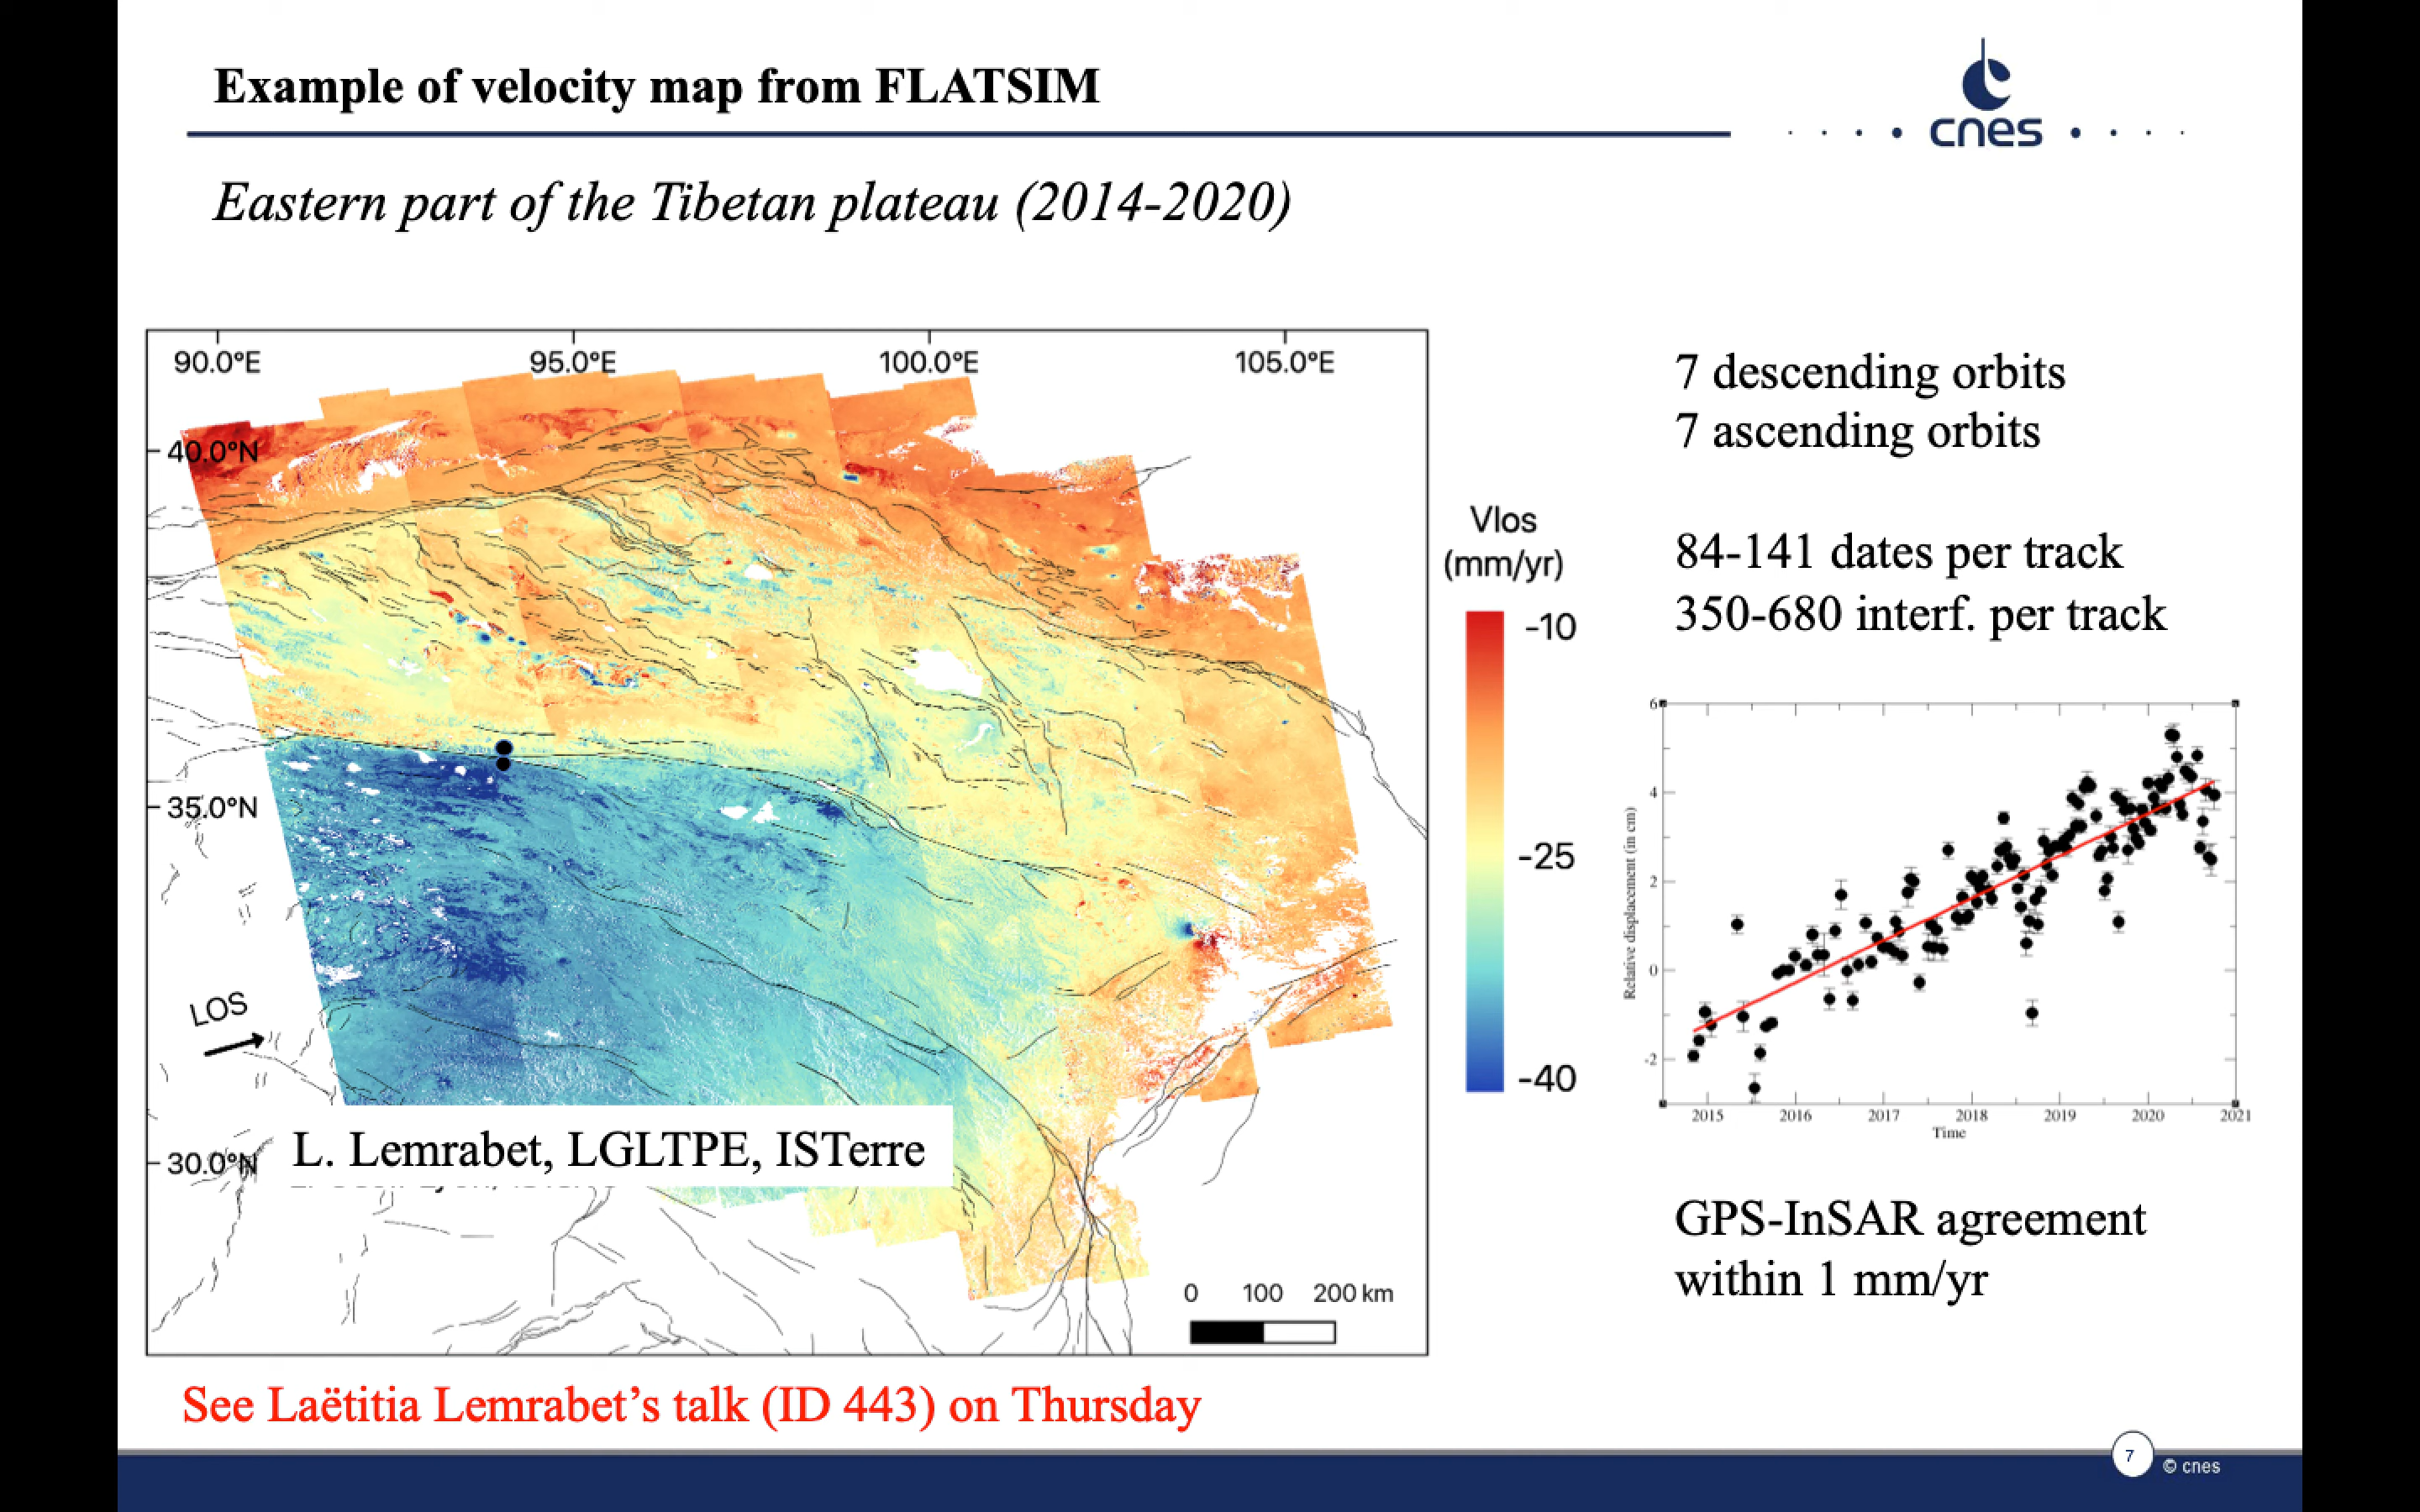 Example of velocity map from FLATSIM
cnes
Eastern part of the Tibetan plateau (2014-2020)
90.0°E 95.0°E 100.0°E 105.0°E
40.0°N
35.0°N
30.0°N
LOS
L. Lemrabet, LGLTPE, ISTerre
0 100 200 km
Vlos
(mm/yr)
-10
-25
-40
7 descending orbits
7 ascending orbits
84-141 dates per track
350-680 interf. per track
Relative displacement (in cm)
6
4
2
0
-2
2015 2016 2017 2018 2019 2020 2021
Time
GPS-InSAR agreement
within 1 mm/yr
See Laëtitia Lemrabet’s talk (ID 443) on Thursday
7
© cnes